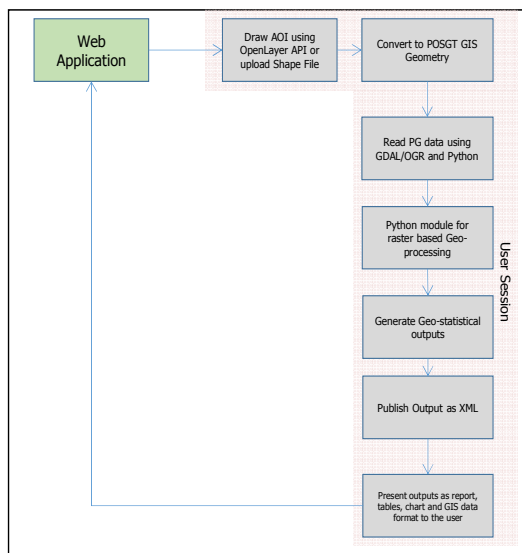 Web
Application
Draw AOI using
OpenLayer API or
upload Shape File
Convert to POSGT GIS
Geometry
Read PG data using
GDAL/OGR and Python
Python module for
raster based Geo-
processing
User Session
Generate Geo-statistical
outputs
Publish Output as XML
Present outputs as report,
tables, chart and GIS data
format to the user